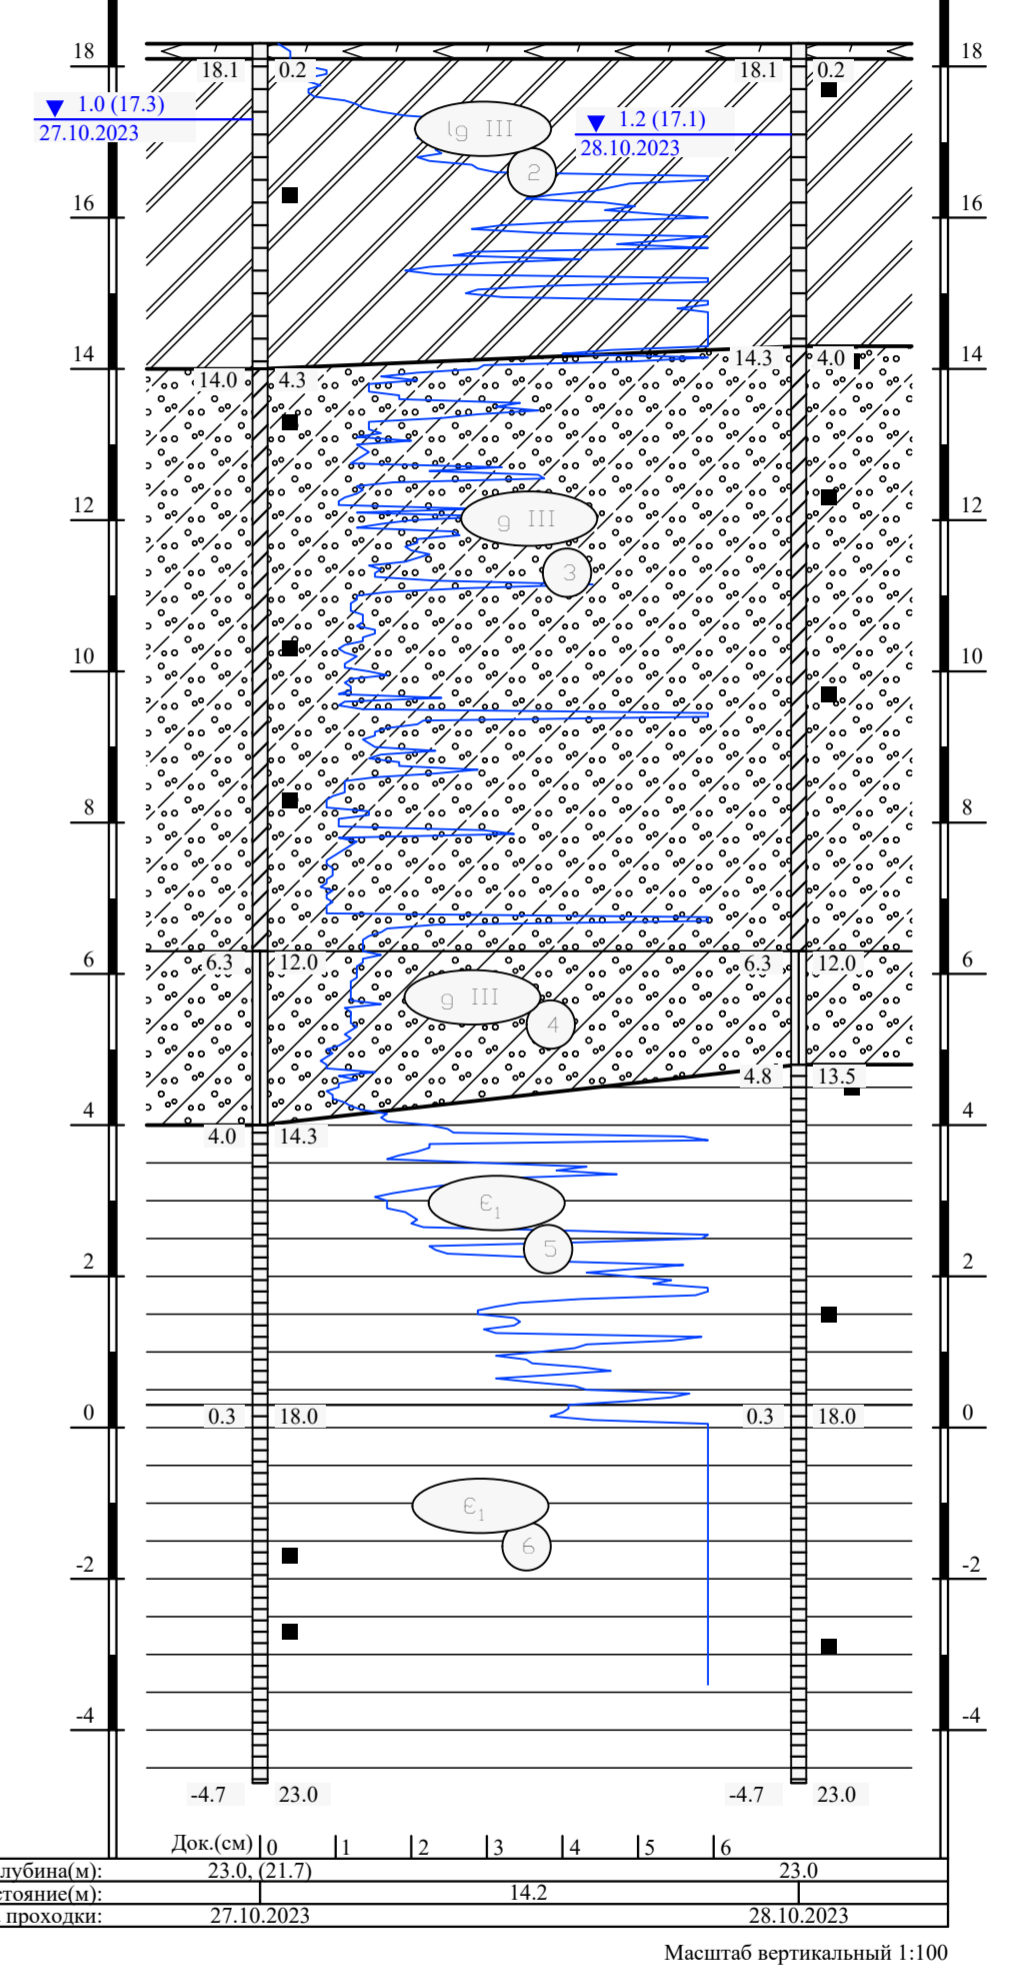 18 18
18.1 0.2 18.1 0.2
1.0 (17.3)
27.10.2023
1.2 (17.1)
28.10.2023
lg III
2
16 16
14.3 4.0
14 14
14.0 4.3
12 12
g III
3
10 10
8 8
6.3 12.0 6.3 12.0
6 6
g III
4
4.8 13.5
4 4
4.0 14.3
Є1
5
2 2
0 0
0.3 18.0 0.3 18.0
Є1
6
-2 -2
-4 -4
-4.7 23.0 -4.7 23.0
Док.(см) 0 1 2 3 4 5 6
лубина(м): 23.0, (21.7) 23.0
стояние(м): 14.2
проходки: 27.10.2023 28.10.2023
Масштаб вертикальный 1:100